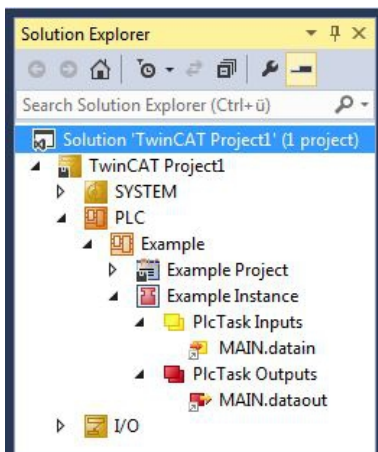 Solution Explorer
Search Solution Explorer (Ctrl+ü)
Solution 'TwinCAT Project1' (1 project)
TwinCAT Project1
SYSTEM
PLC
Example
Example Project
Example Instance
PlcTask Inputs
MAIN.datain
PlcTask Outputs
MAIN.dataout
I/O